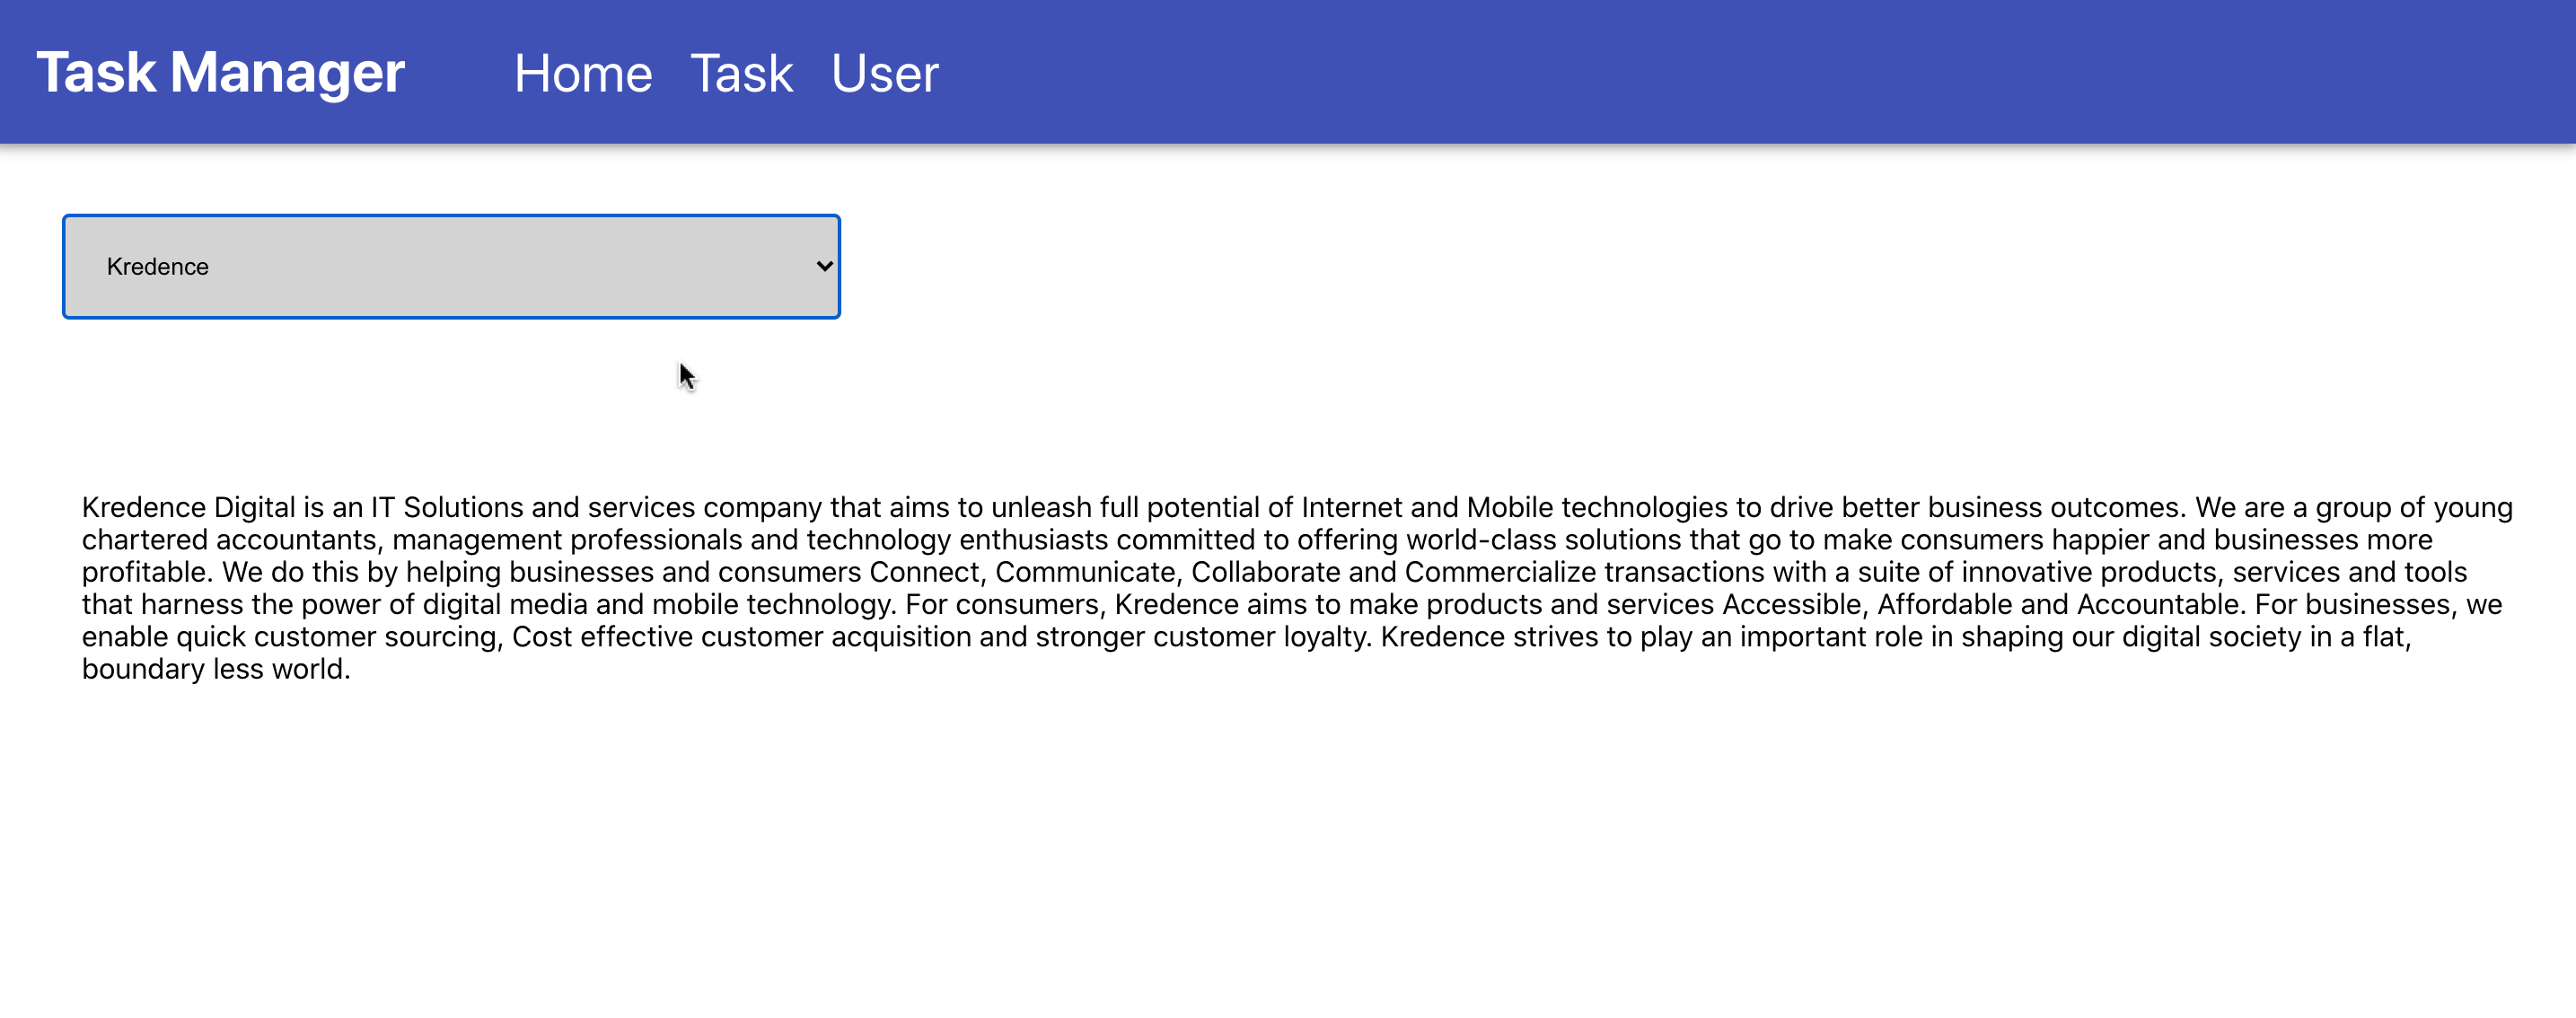 Task Manager Home Task User
Kredence
Kredence Digital is an IT Solutions and services company that aims to unleash full potential of Internet and Mobile technologies to drive better business outcomes. We are a group of young
chartered accountants, management professionals and technology enthusiasts committed to offering world-class solutions that go to make consumers happier and businesses more
profitable. We do this by helping businesses and consumers Connect, Communicate, Collaborate and Commercialize transactions with a suite of innovative products, services and tools
that harness the power of digital media and mobile technology. For consumers, Kredence aims to make products and services Accessible, Affordable and Accountable. For businesses, we
enable quick customer sourcing, Cost effective customer acquisition and stronger customer loyalty. Kredence strives to play an important role in shaping our digital society in a flat,
boundary less world.